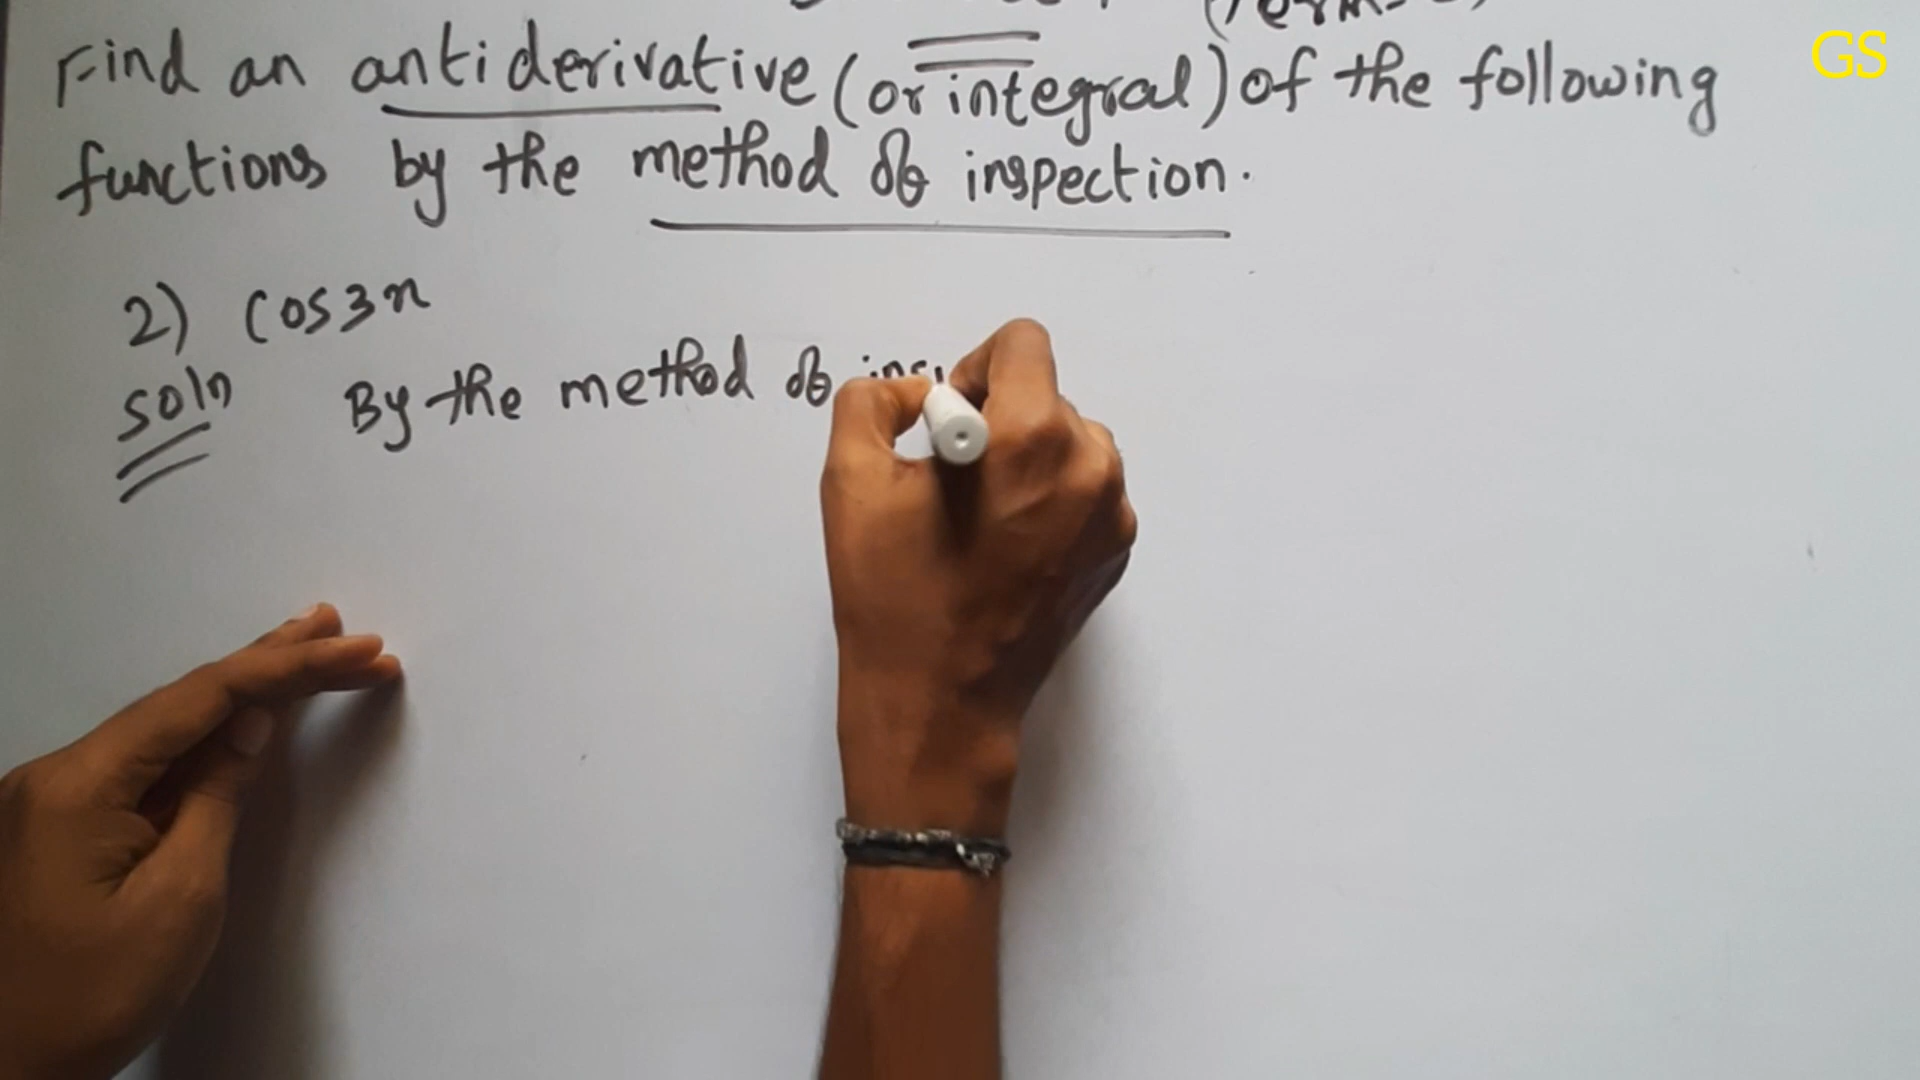 GS
Find an antiderivative (or integral) of the following
functions by the method of inspection.
2) cos3x
soln By the method of